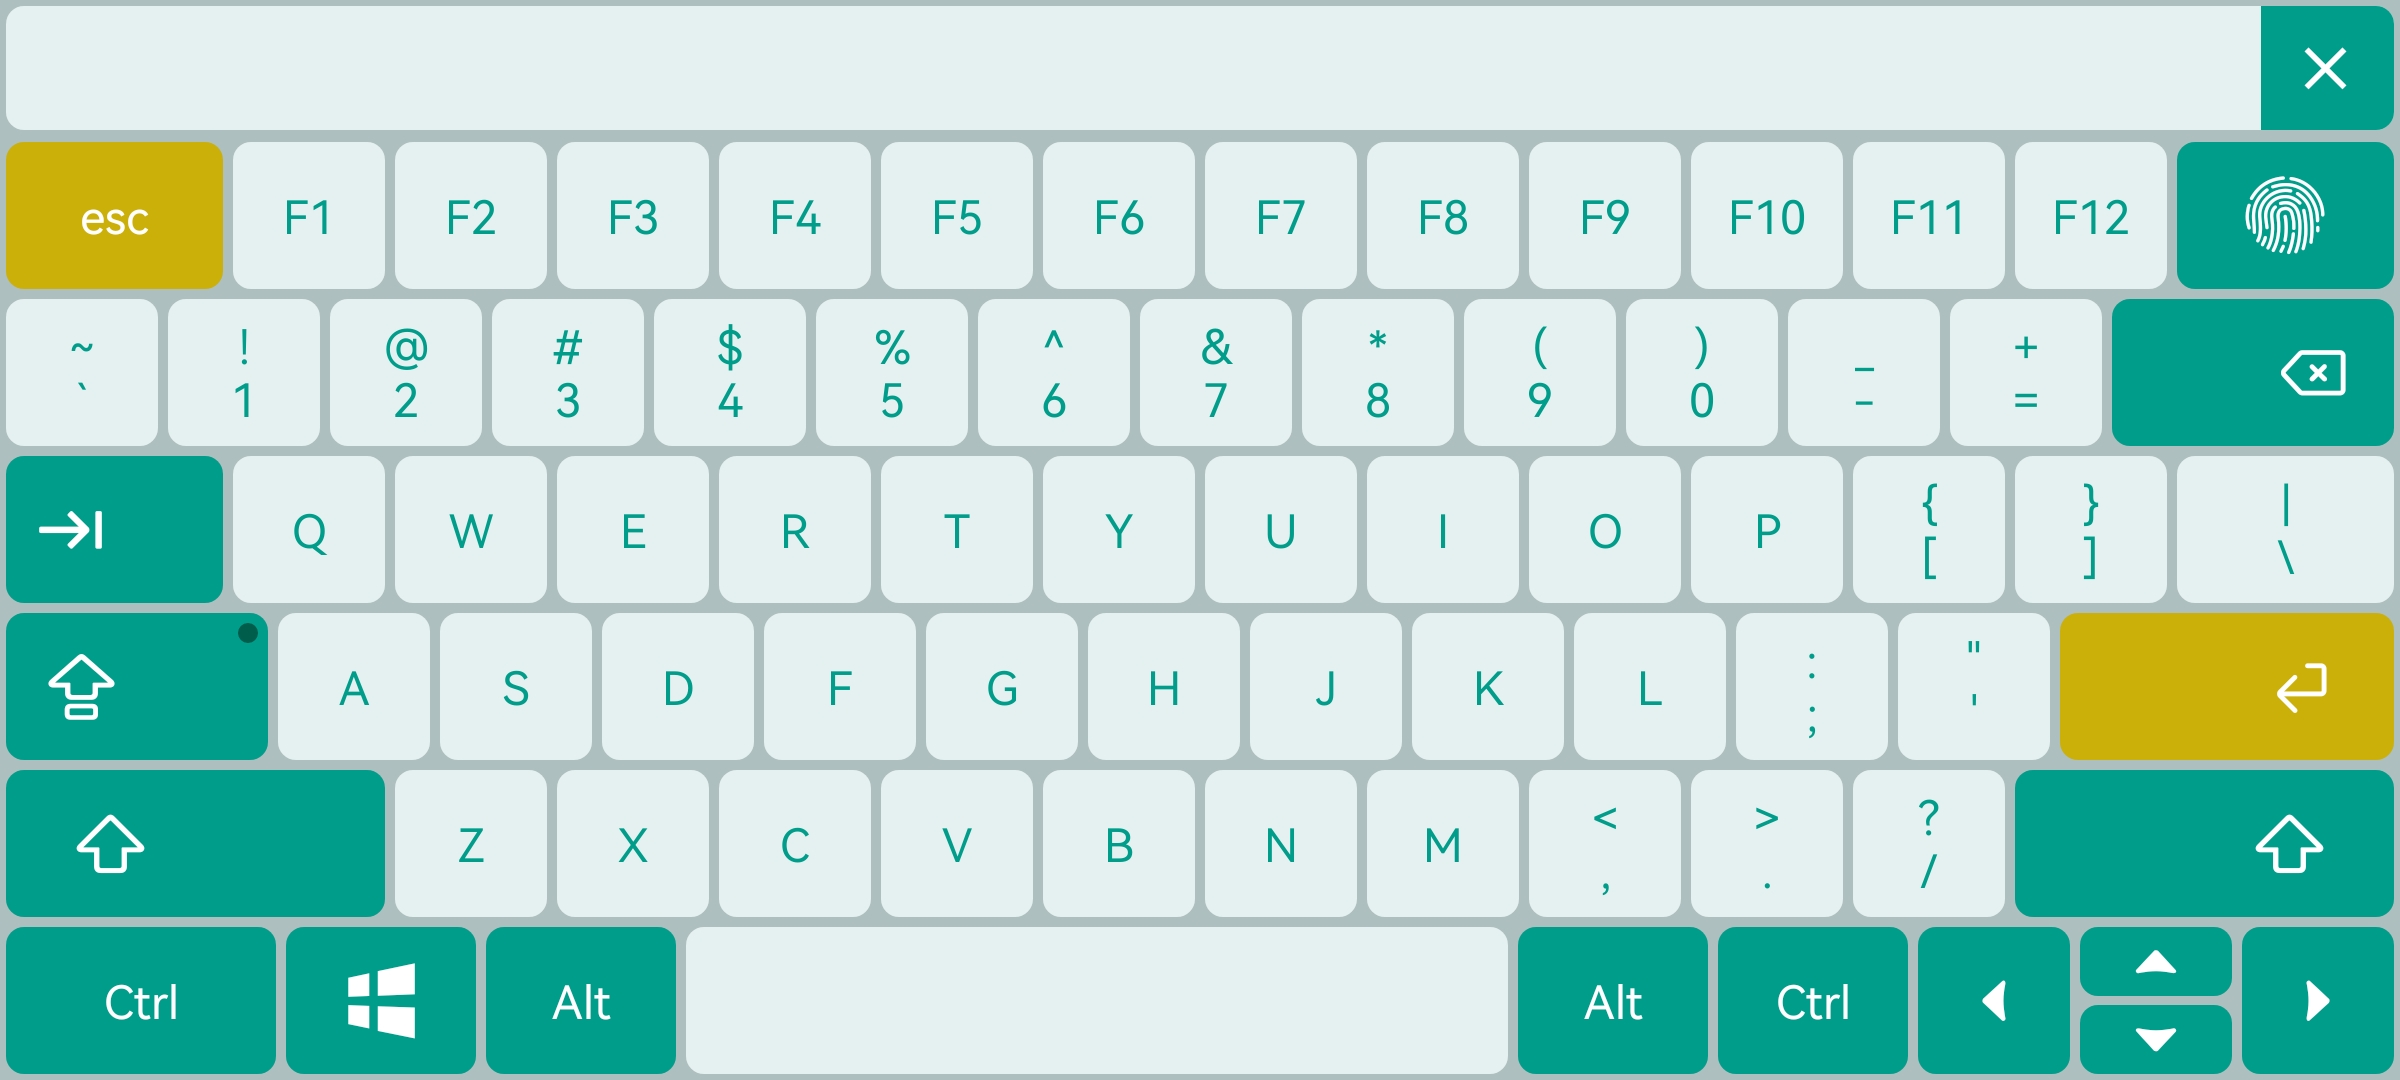 esc F1 F2 F3 F4 F5 F6 F7 F8 F9 F10 F11 F12
~ ! @ # $ % ^ & * ( ) _ +
` 1 2 3 4 5 6 7 8 9 0 - =
Q W E R T Y U I O P { } |
[ ] \
A S D F G H J K L : "
; '
Z X C V B N M < > ?
, . /
Ctrl Alt Alt Ctrl